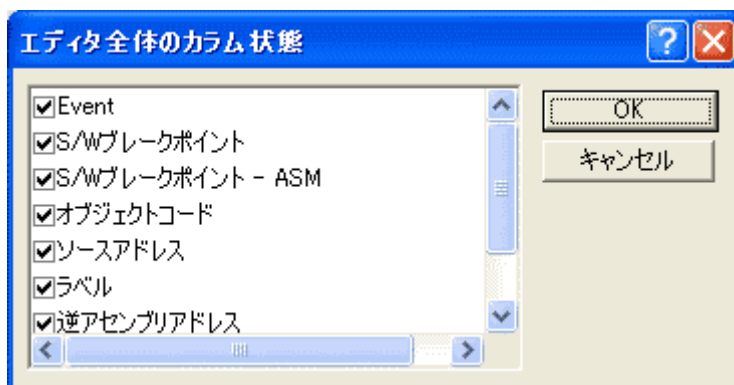 エディタ全体のカラム状態
Event
S/Wブレークポイント
S/Wブレークポイント - ASM
オブジェクトコード
ソースアドレス
ラベル
逆アセンブリアドレス
OK
キャンセル